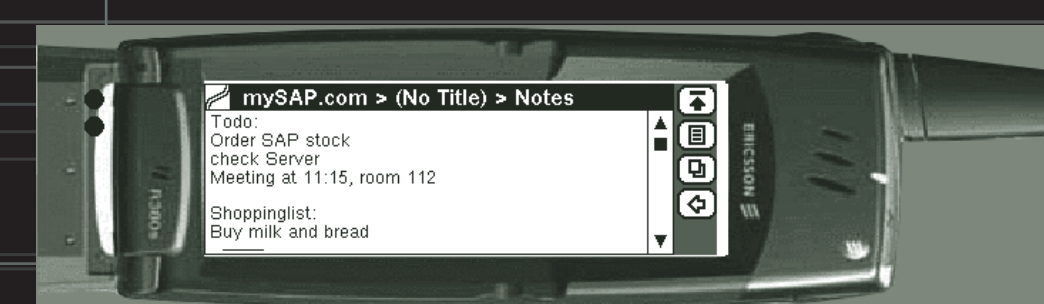 mySAP.com > (No Title) > Notes
Todo:
Order SAP stock
check Server
Meeting at 11:15, room 112
Shoppinglist:
Buy milk and bread
ERICSSON
R380s